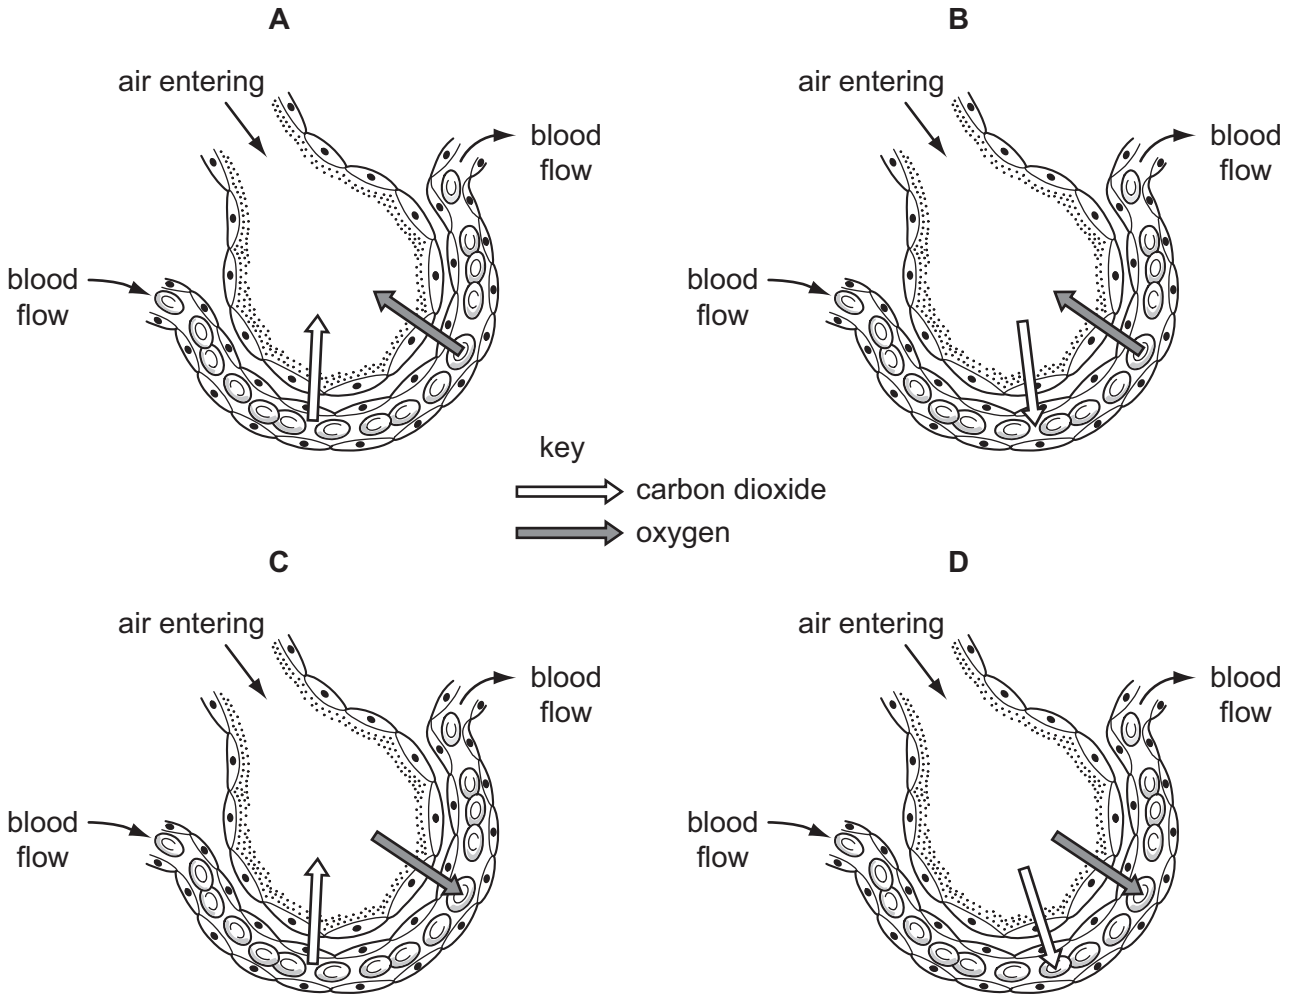 A
air entering
blood
flow
blood
flow
B
air entering
blood
flow
blood
flow
key
carbon dioxide
oxygen
C
air entering
blood
flow
blood
flow
D
air entering
blood
flow
blood
flow